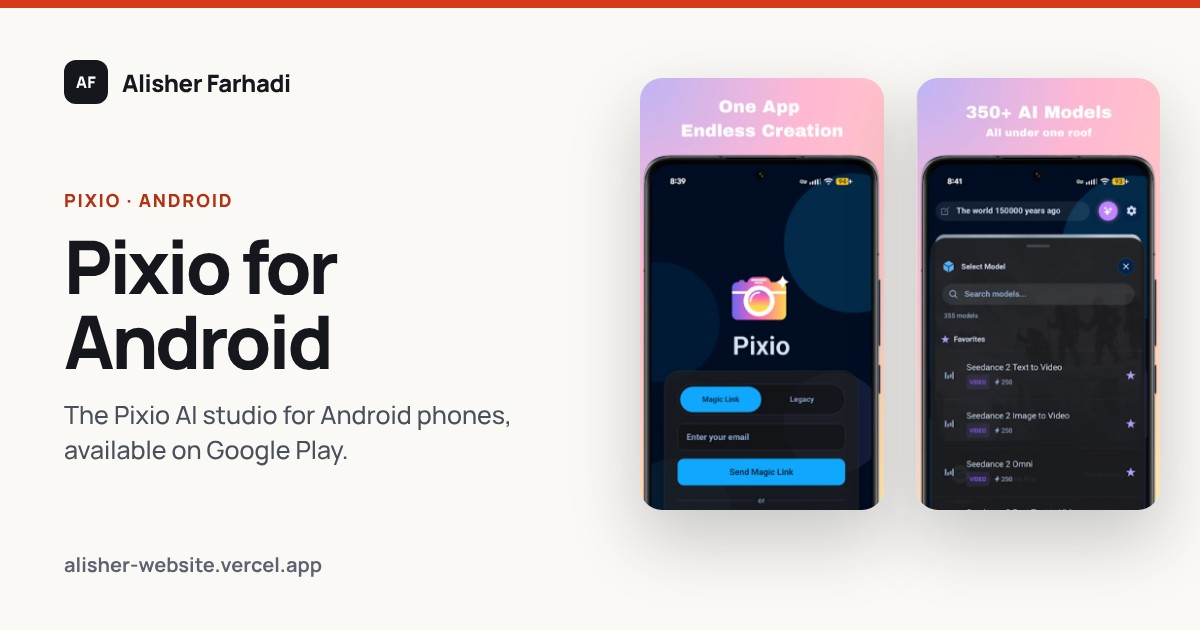 AF
Alisher Farhadi
PIXIO · ANDROID
Pixio for
Android
The Pixio AI studio for Android phones,
available on Google Play.
alisher-website.vercel.app
One App
Endless Creation
8:39
94+
Pixio
Magic Link
Legacy
Enter your email
Send Magic Link
or
350+ AI Models
All under one roof
8:41
93+
The world 150000 years ago
Select Model
Search models...
355 models
Favorites
Seedance 2 Text to Video
VIDEO
250
Seedance 2 Image to Video
VIDEO
250
Seedance 2 Omni
VIDEO
250